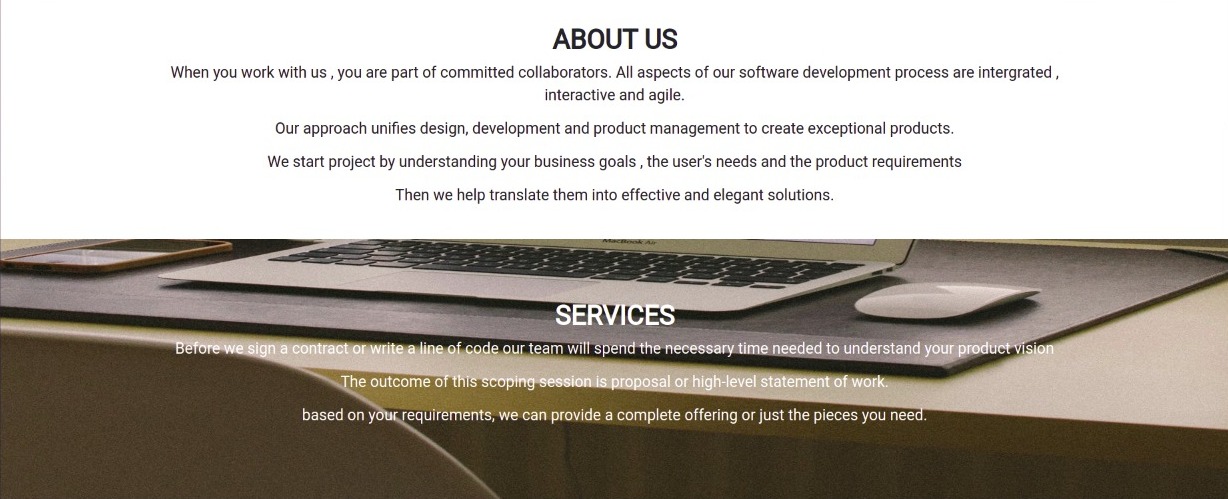 ABOUT US
When you work with us , you are part of committed collaborators. All aspects of our software development process are intergrated ,
interactive and agile.
Our approach unifies design, development and product management to create exceptional products.
We start project by understanding your business goals , the user's needs and the product requirements
Then we help translate them into effective and elegant solutions.
MacBook Air
SERVICES
Before we sign a contract or write a line of code our team will spend the necessary time needed to understand your product vision
The outcome of this scoping session is proposal or high-level statement of work.
based on your requirements, we can provide a complete offering or just the pieces you need.